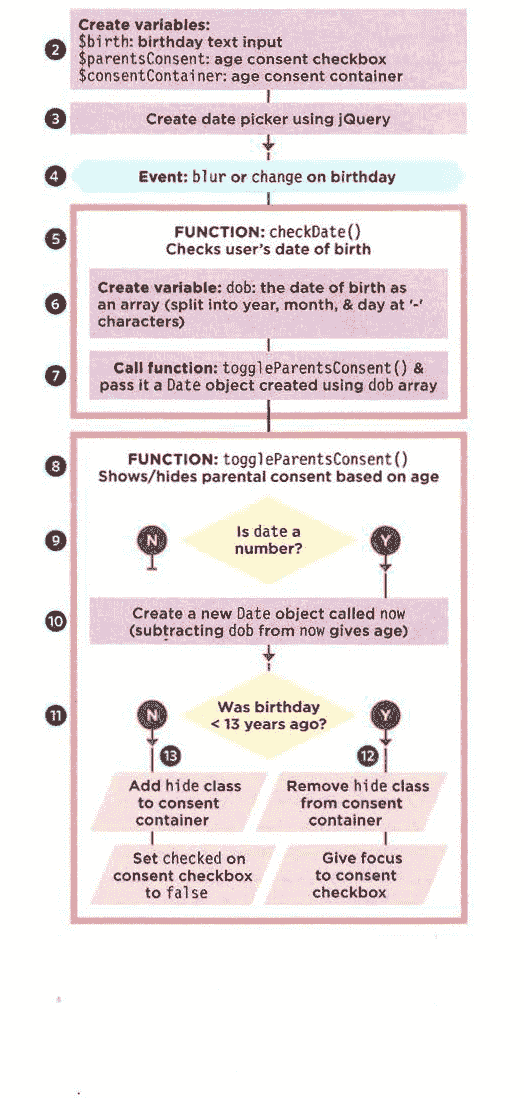 Create variables:
2
$birth: birthday text input
$parentsConsent: age consent checkbox
$consentContainer: age consent container
3
Create date picker using jQuery
4
Event: blur or change on birthday
5
FUNCTION: checkDate()
Checks user's date of birth
6
Create variable: dob: the date of birth as
an array (split into year, month, & day at '-'
characters)
7
Call function: toggleParentsConsent() &
pass it a Date object created using dob array
8
FUNCTION: toggleParentsConsent()
Shows/hides parental consent based on age
9
N
Is date a
number?
Y
10
Create a new Date object called now
(subtracting dob from now gives age)
11
N
Was birthday
< 13 years ago?
Y
13
12
Add hide class
to consent
container
Remove hide class
from consent
container
Set checked on
consent checkbox
to false
Give focus
to consent
checkbox